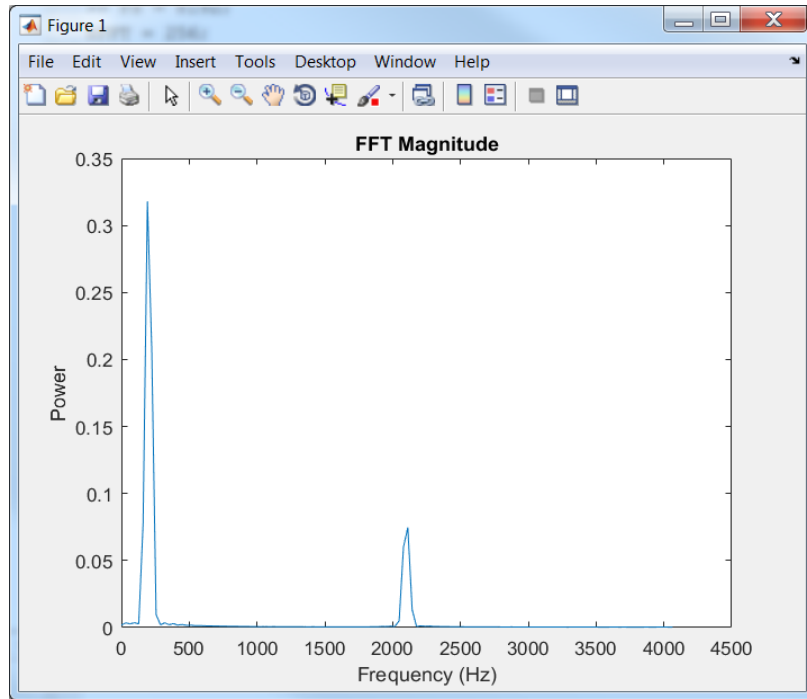 Figure 1
File Edit View Insert Tools Desktop Window Help
FFT Magnitude
0.35
0.3
0.25
0.2
0.15
0.1
0.05
0
Power
0 500 1000 1500 2000 2500 3000 3500 4000 4500
Frequency (Hz)